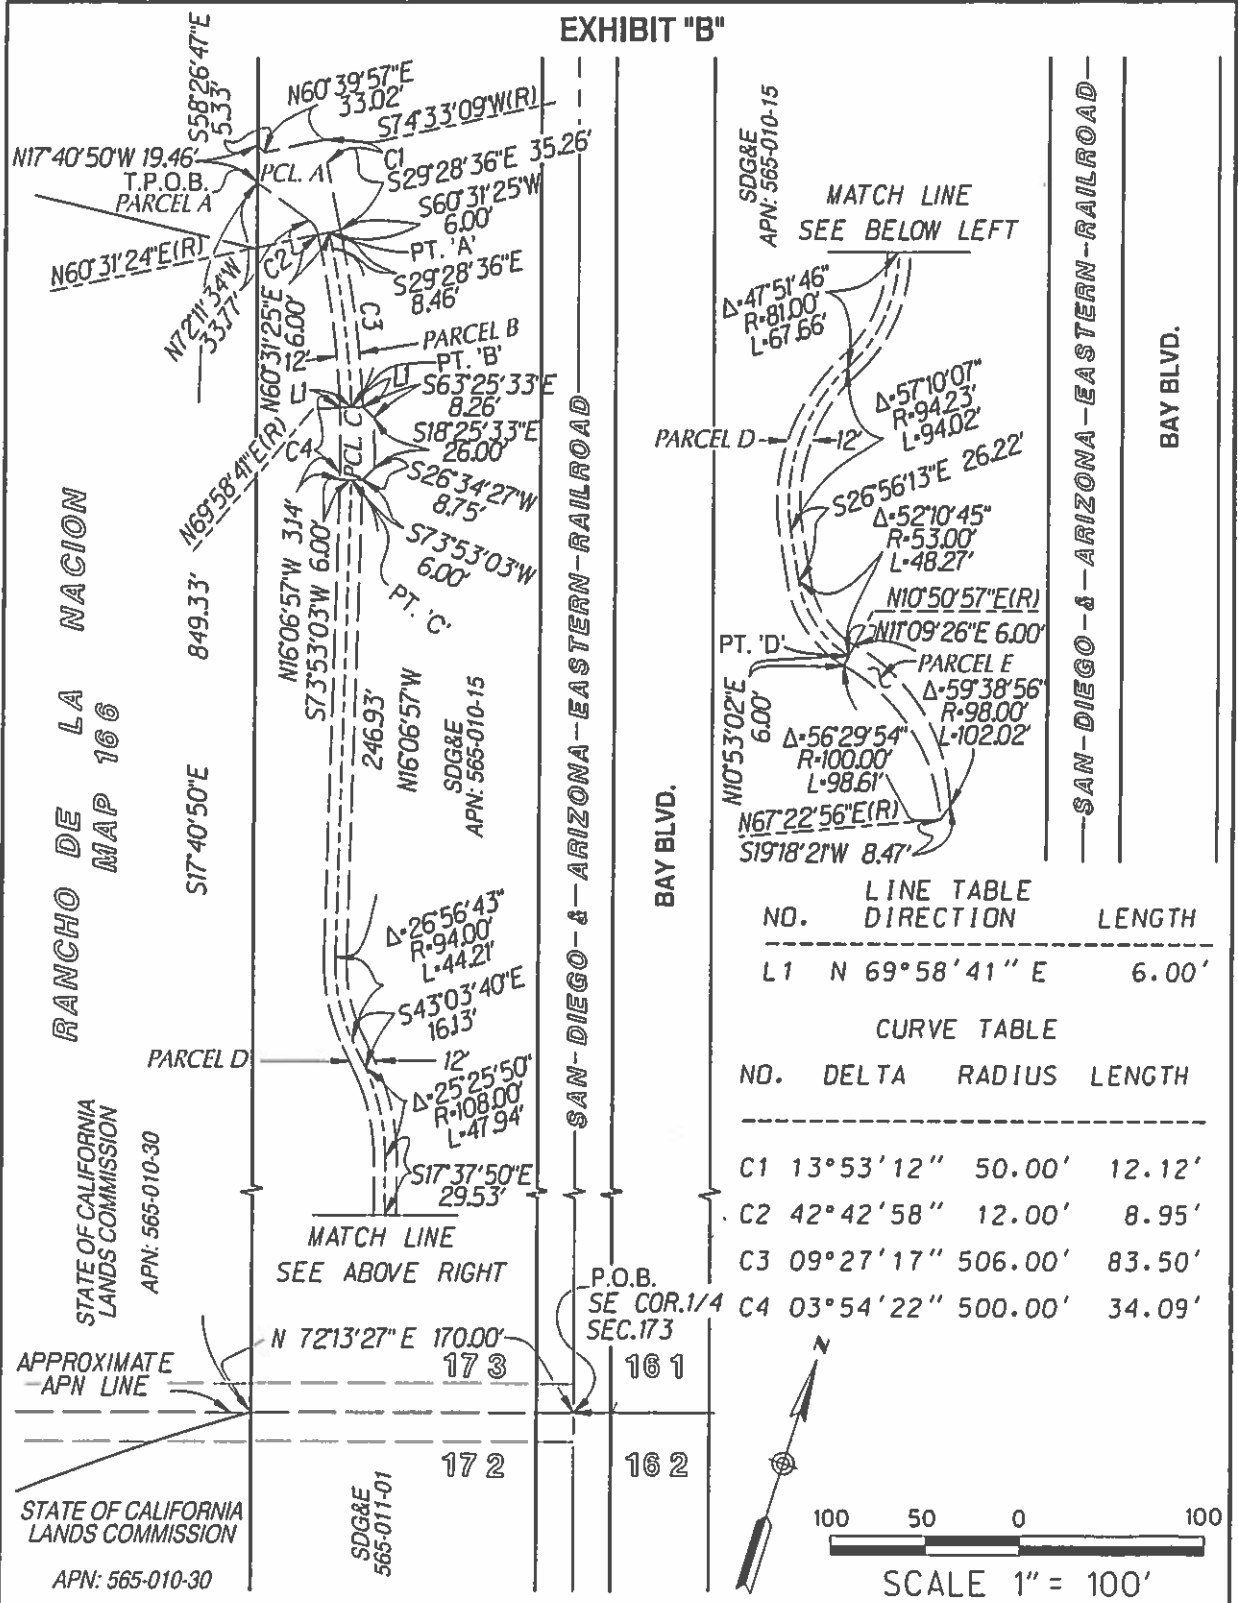 EXHIBIT "B"
S58°26'47"E
5.33'
N60°39'57"E
33.02'
S74°33'09"W(R)
N17°40'50"W 19.46'
T.P.O.B.
PARCEL A
PCL. A
C1
S29°28'36"E 35.26'
S60°31'25"W
6.00'
PT. 'A'
N60°31'24"E(R)
C2
S29°28'36"E
8.46'
N72°11'34"W
33.77'
N60°31'25"E
6.00'
C3
12'
PARCEL B
PT. 'B'
L1
L1
S63°25'33"E
8.26'
N69°58'41"E(R)
C4
PCL. C
S18°25'33"E
26.00'
S26°34'27"W
8.75'
S73°53'03"W
6.00'
PT. 'C'
N16°06'57"W 3.14'
S73°53'03"W 6.00'
246.93'
N16°06'57"W
SDG&E
APN: 565-010-15
RANCHO DE LA NACION
MAP 166
849.33'
S17°40'50"E
SAN-DIEGO-&-ARIZONA-EASTERN-RAILROAD
BAY BLVD.
Δ=26°56'43"
R=94.00'
L=44.21'
S43°03'40"E
16.13'
PARCEL D
12'
Δ=25°25'50"
R=108.00'
L=47.94'
S17°37'50"E
29.53'
STATE OF CALIFORNIA
LANDS COMMISSION
APN: 565-010-30
MATCH LINE
SEE ABOVE RIGHT
P.O.B.
SE COR.1/4
SEC.173
N 72°13'27"E 170.00'
APPROXIMATE
APN LINE
17 3
16 1
17 2
16 2
STATE OF CALIFORNIA
LANDS COMMISSION
APN: 565-010-30
SDG&E
565-011-01
SDG&E
APN: 565-010-15
MATCH LINE
SEE BELOW LEFT
Δ=47°51'46"
R=81.00'
L=67.66'
Δ=57°10'07"
R=94.23'
L=94.02'
PARCEL D
12'
S26°56'13"E 26.22'
Δ=52°10'45"
R=53.00'
L=48.27'
N10°50'57"E(R)
N11°09'26"E 6.00'
PT. 'D'
PARCEL E
N10°53'02"E
6.00'
Δ=59°38'56"
R=98.00'
L=102.02'
Δ=56°29'54"
R=100.00'
L=98.61'
N67°22'56"E(R)
S19°18'21"W 8.47'
SAN-DIEGO-&-ARIZONA-EASTERN-RAILROAD
BAY BLVD.
LINE TABLE
NO. DIRECTION LENGTH
L1 N 69°58'41" E 6.00'
CURVE TABLE
NO. DELTA RADIUS LENGTH
C1 13°53'12" 50.00' 12.12'
C2 42°42'58" 12.00' 8.95'
C3 09°27'17" 506.00' 83.50'
C4 03°54'22" 500.00' 34.09'
N
100 50 0 100
SCALE 1" = 100'